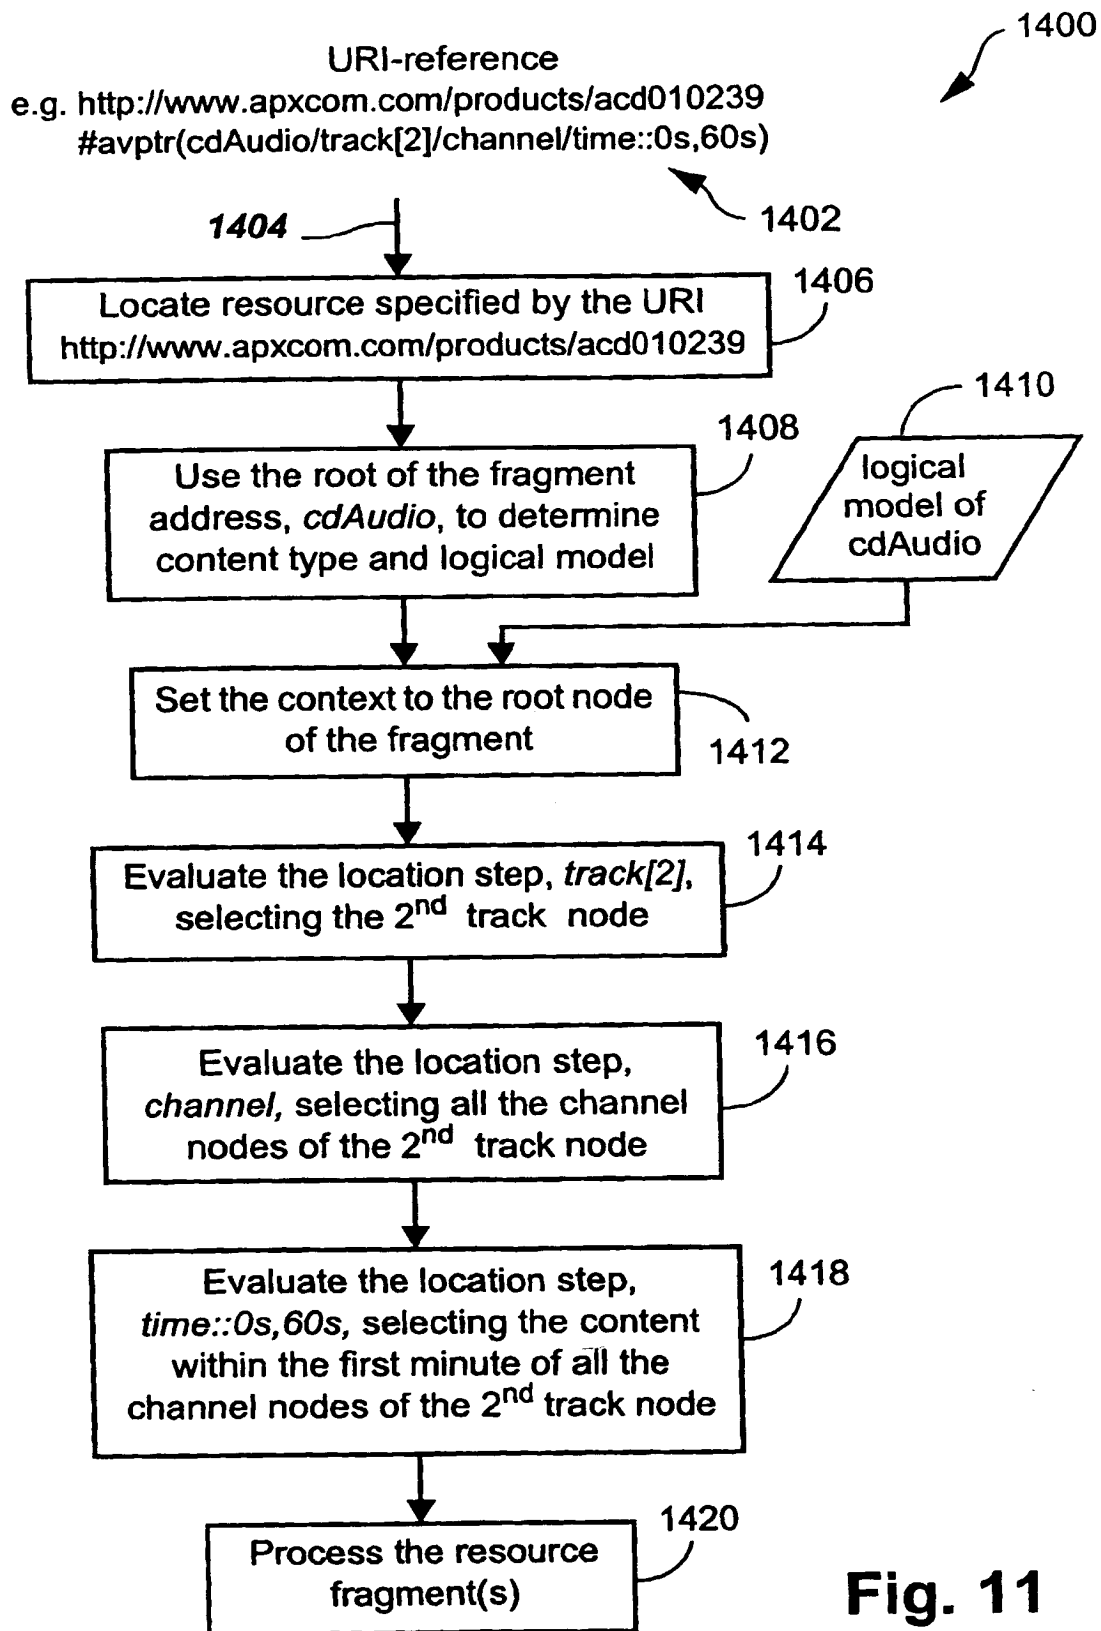 1400
URI-reference
e.g. http://www.apxcom.com/products/acd010239
#avptr(cdAudio/track[2]/channel/time::0s,60s)
1402
1404
Locate resource specified by the URI
http://www.apxcom.com/products/acd010239
1406
Use the root of the fragment
address, cdAudio, to determine
content type and logical model
1408
logical
model of
cdAudio
1410
Set the context to the root node
of the fragment
1412
Evaluate the location step, track[2],
selecting the 2nd track node
1414
Evaluate the location step,
channel, selecting all the channel
nodes of the 2nd track node
1416
Evaluate the location step,
time::0s,60s, selecting the content
within the first minute of all the
channel nodes of the 2nd track node
1418
Process the resource
fragment(s)
1420
Fig. 11